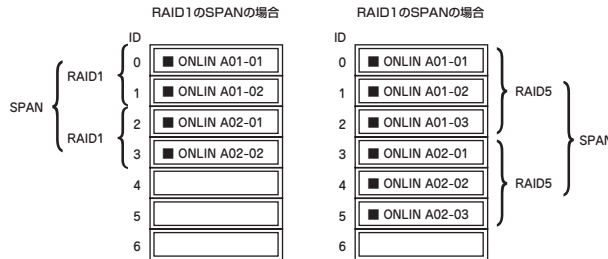 RAID1のSPANの場合
ID
0 ■ ONLIN A01-01
1 ■ ONLIN A01-02
2 ■ ONLIN A02-01
3 ■ ONLIN A02-02
4
5
6
RAID1
RAID1
SPAN
RAID1のSPANの場合
ID
0 ■ ONLIN A01-01
1 ■ ONLIN A01-02
2 ■ ONLIN A01-03
3 ■ ONLIN A02-01
4 ■ ONLIN A02-02
5 ■ ONLIN A02-03
6
RAID5
RAID5
SPAN